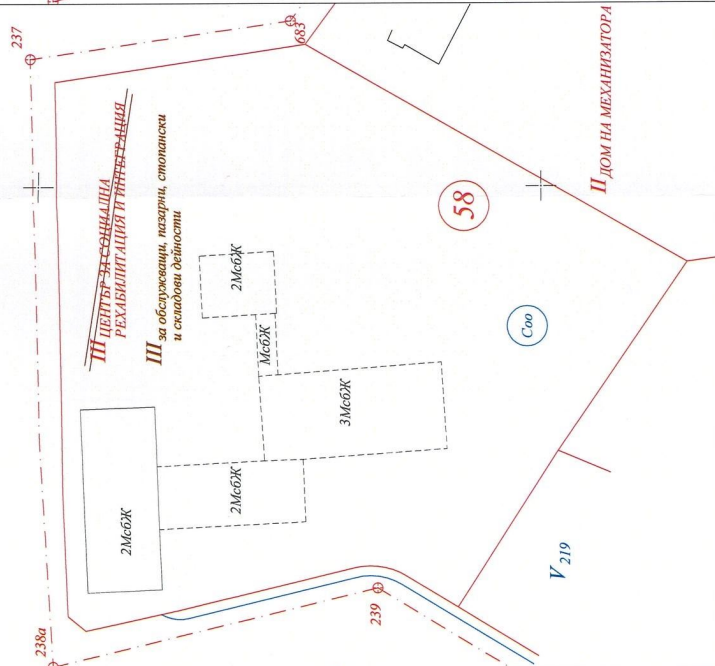 237
683
III ЦЕНТЪР ЗА СОЦИАЛНА
РЕХАБИЛИТАЦИЯ И ИНТЕГРАЦИЯ
III за обслужващи, пазарни, стопански
и складови дейности
II ДОМ НА МЕХАНИЗАТОРА
58
2МсбЖ
МсбЖ
3МсбЖ
2МсбЖ
2МсбЖ
Соо
V 219
239
238а